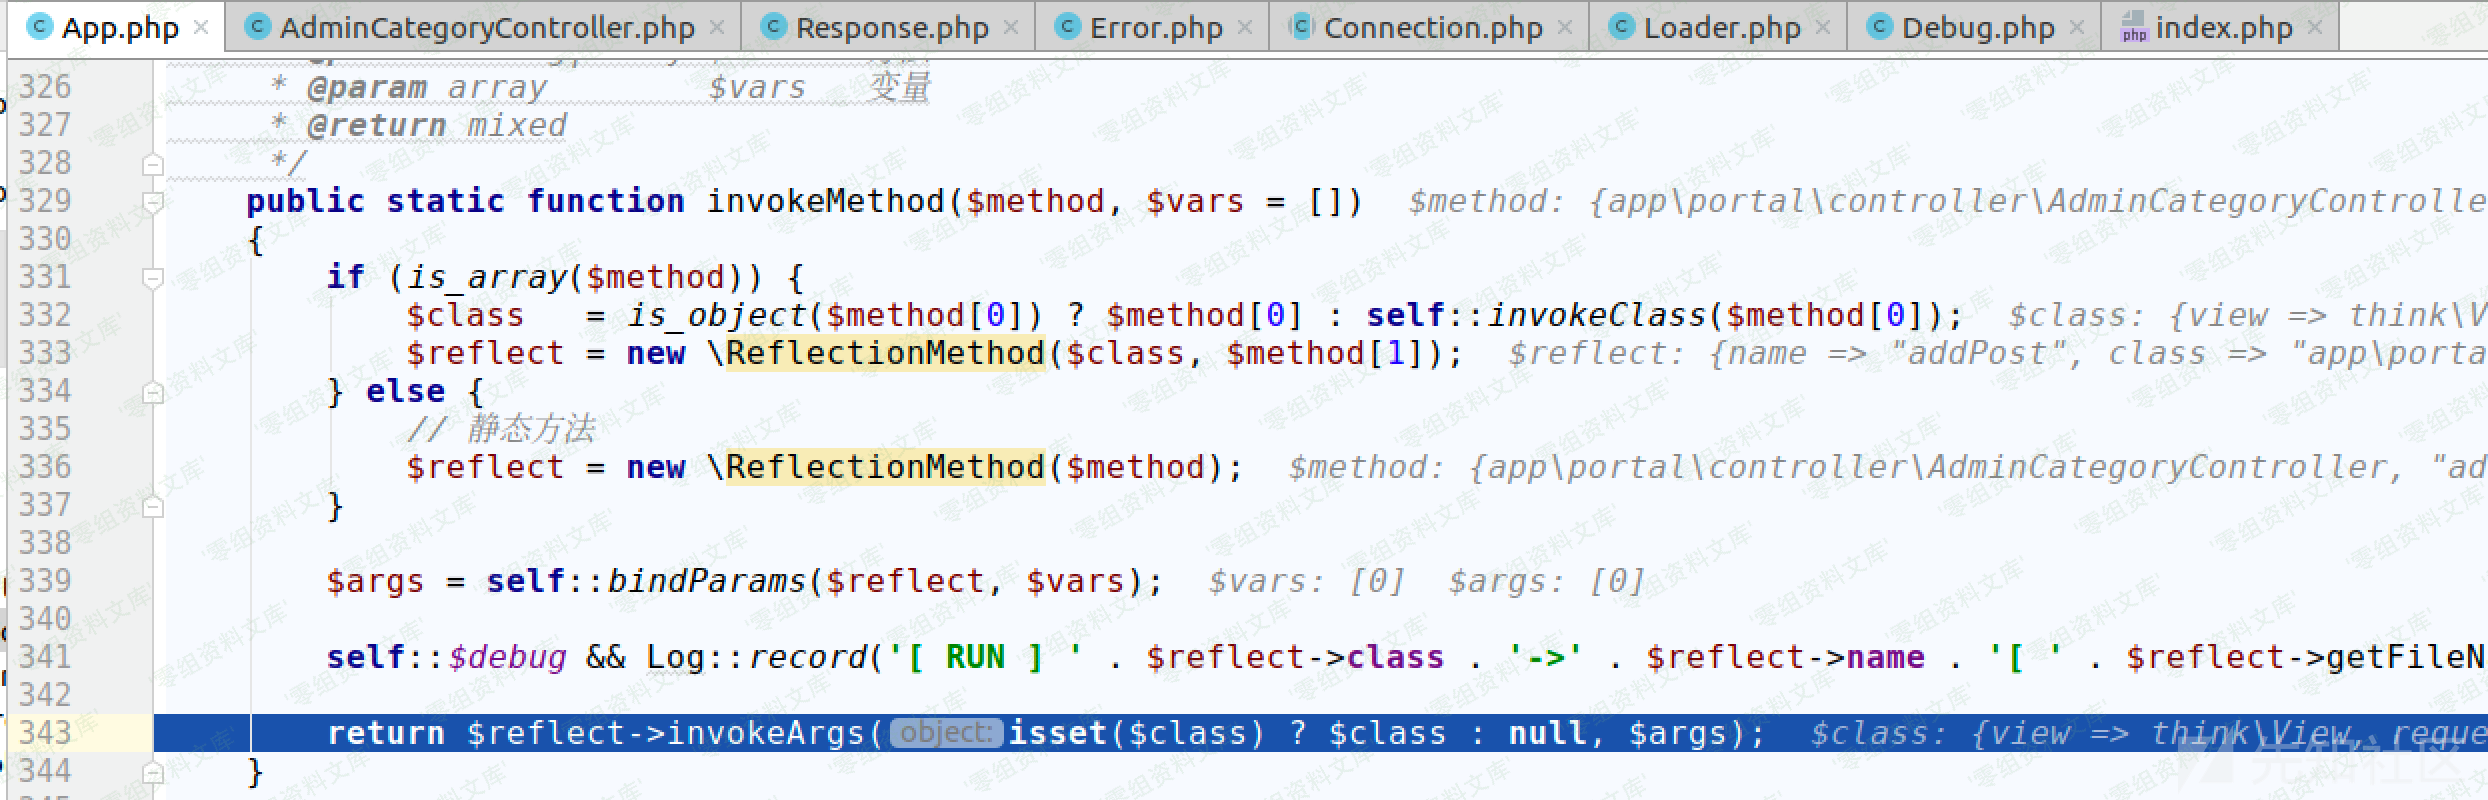 App.php × AdminCategoryController.php × Response.php × Error.php × Connection.php × Loader.php × Debug.php × php index.php ×
326 * @param array $vars 变量
327 * @return mixed
328 */
329 public static function invokeMethod($method, $vars = []) $method: {app\portal\controller\AdminCategoryControlle
330 {
331 if (is_array($method)) {
332 $class = is_object($method[0]) ? $method[0] : self::invokeClass($method[0]); $class: {view => think\V
333 $reflect = new \ReflectionMethod($class, $method[1]); $reflect: {name => "addPost", class => "app\porta
334 } else {
335 // 静态方法
336 $reflect = new \ReflectionMethod($method); $method: {app\portal\controller\AdminCategoryController, "ad
337 }
338
339 $args = self::bindParams($reflect, $vars); $vars: [0] $args: [0]
340
341 self::$debug && Log::record('[ RUN ] ' . $reflect->class . '->' . $reflect->name . '[ ' . $reflect->getFileN
342
343 return $reflect->invokeArgs( object: isset($class) ? $class : null, $args); $class: {view => think\View, reque
344 }
'零组资料文库'
先知社区